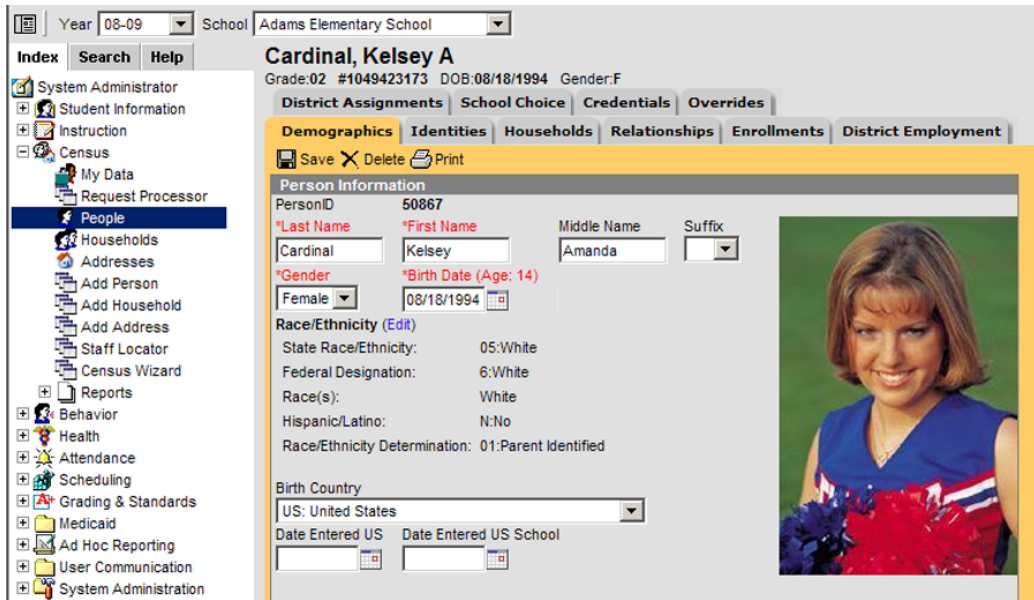 Year 08-09 School Adams Elementary School
Index Search Help
System Administrator
Student Information
Instruction
Census
My Data
Request Processor
People
Households
Addresses
Add Person
Add Household
Add Address
Staff Locator
Census Wizard
Reports
Behavior
Health
Attendance
Scheduling
Grading & Standards
Medicaid
Ad Hoc Reporting
User Communication
System Administration
Cardinal, Kelsey A
Grade:02 #1049423173 DOB:08/18/1994 Gender:F
District Assignments School Choice Credentials Overrides
Demographics Identities Households Relationships Enrollments District Employment
Save Delete Print
Person Information
PersonID 50867
*Last Name *First Name Middle Name Suffix
Cardinal Kelsey Amanda
*Gender *Birth Date (Age: 14)
Female 08/18/1994
Race/Ethnicity (Edit)
State Race/Ethnicity: 05:White
Federal Designation: 6:White
Race(s): White
Hispanic/Latino: N:No
Race/Ethnicity Determination: 01:Parent Identified
Birth Country
US: United States
Date Entered US Date Entered US School